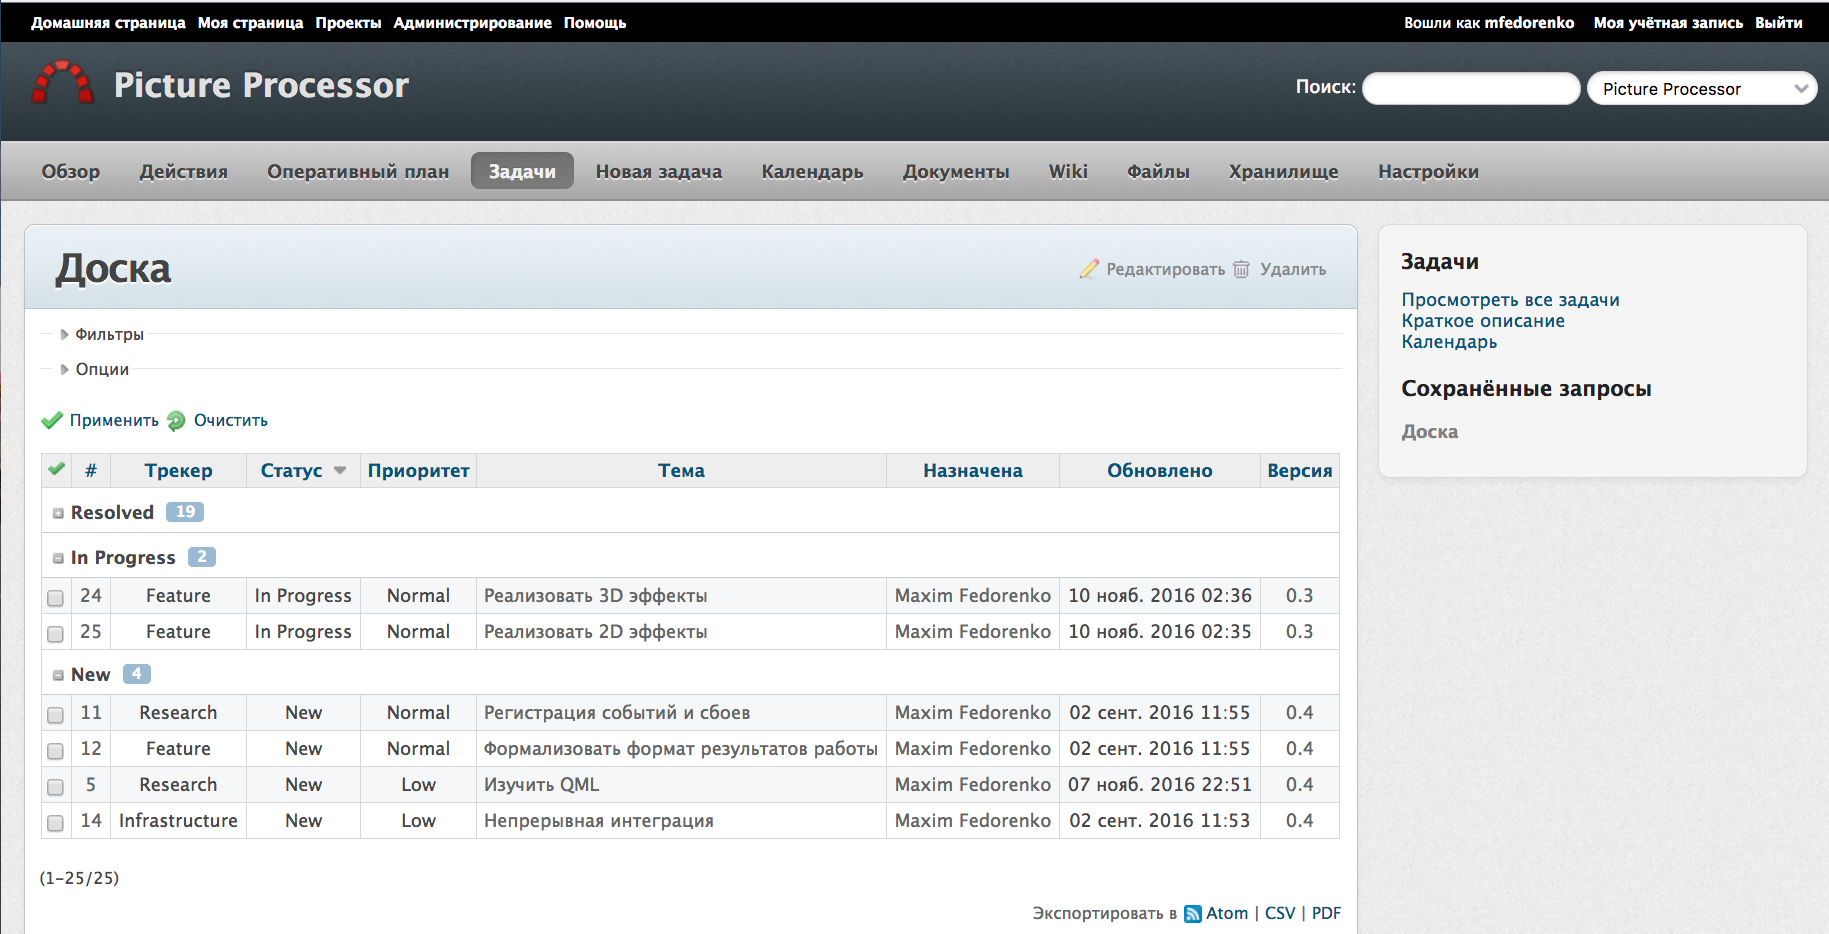 Домашняя страница Моя страница Проекты Администрирование Помощь Вошли как mfedorenko Моя учётная запись Выйти
Picture Processor Поиск: Picture Processor
Обзор Действия Оперативный план Задачи Новая задача Календарь Документы Wiki Файлы Хранилище Настройки
Доска Редактировать Удалить
Фильтры
Опции
Применить Очистить
# Трекер Статус Приоритет Тема Назначена Обновлено Версия
Resolved 19
In Progress 2
24 Feature In Progress Normal Реализовать 3D эффекты Maxim Fedorenko 10 нояб. 2016 02:36 0.3
25 Feature In Progress Normal Реализовать 2D эффекты Maxim Fedorenko 10 нояб. 2016 02:35 0.3
New 4
11 Research New Normal Регистрация событий и сбоев Maxim Fedorenko 02 сент. 2016 11:55 0.4
12 Feature New Normal Формализовать формат результатов работы Maxim Fedorenko 02 сент. 2016 11:55 0.4
5 Research New Low Изучить QML Maxim Fedorenko 07 нояб. 2016 22:51 0.4
14 Infrastructure New Low Непрерывная интеграция Maxim Fedorenko 02 сент. 2016 11:53 0.4
(1-25/25)
Экспортировать в Atom | CSV | PDF
Задачи
Просмотреть все задачи
Краткое описание
Календарь
Сохранённые запросы
Доска